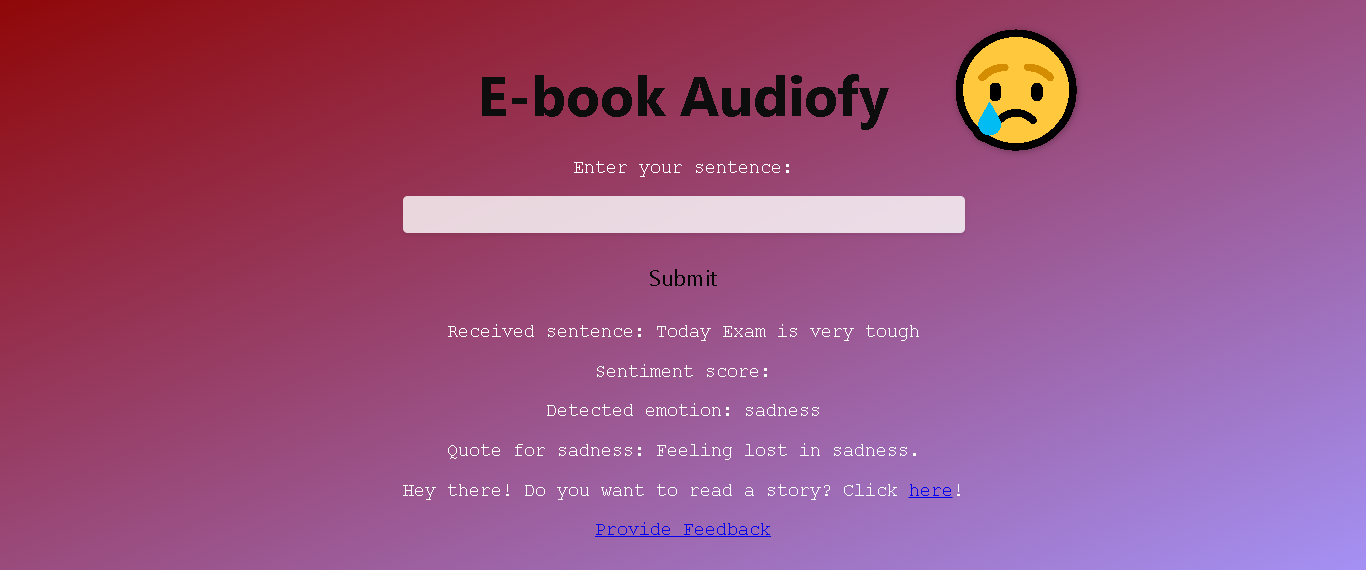 E-book Audiofy
Enter your sentence:
Submit
Received sentence: Today Exam is very tough
Sentiment score:
Detected emotion: sadness
Quote for sadness: Feeling lost in sadness.
Hey there! Do you want to read a story? Click here!
Provide Feedback